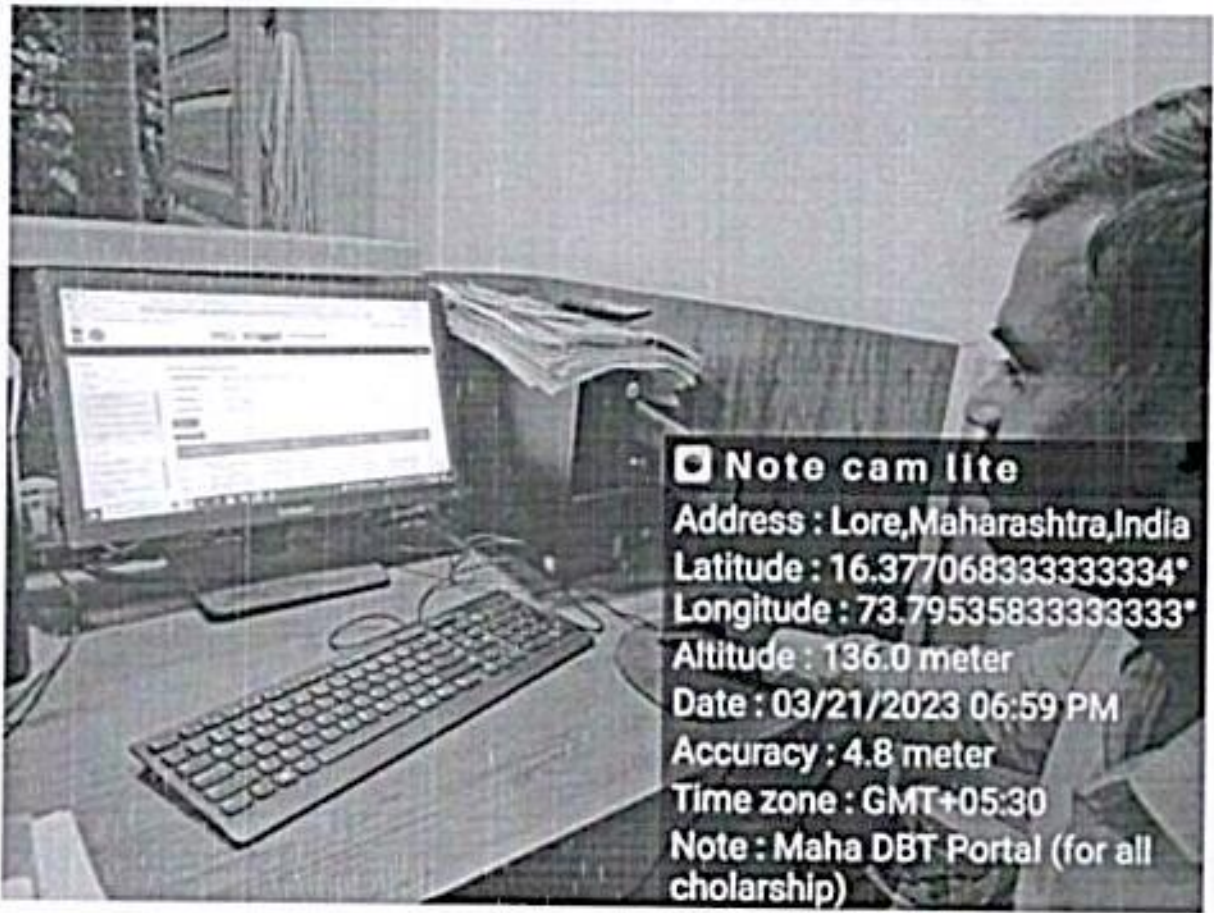 Note cam lite
Address : Lore,Maharashtra,India
Latitude : 16.377068333333334°
Longitude : 73.79535833333333°
Altitude : 136.0 meter
Date : 03/21/2023 06:59 PM
Accuracy : 4.8 meter
Time zone : GMT+05:30
Note : Maha DBT Portal (for all
cholarship)